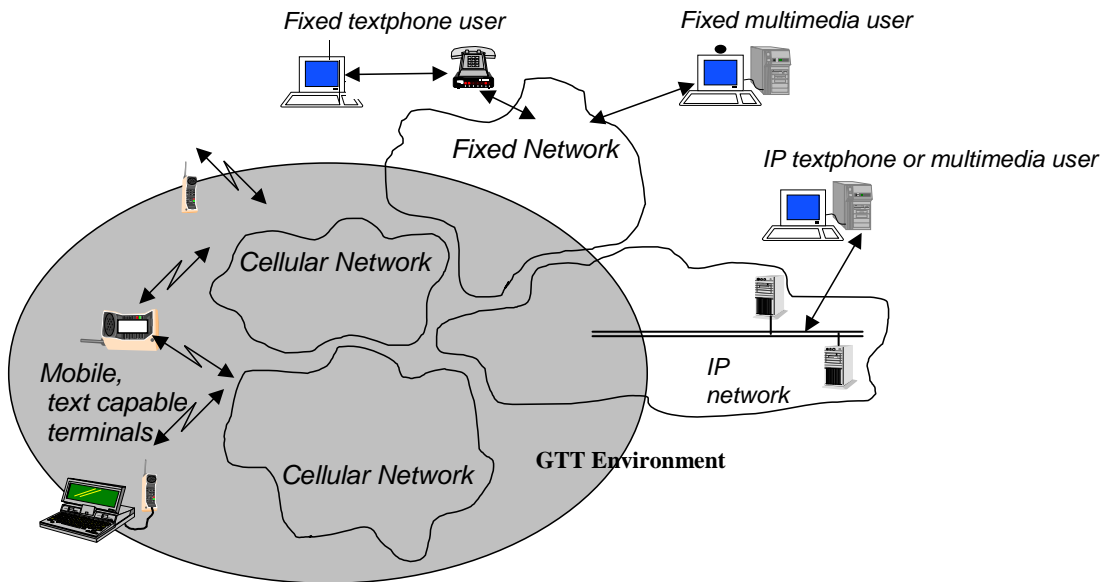 Fixed textphone user
Fixed multimedia user
Fixed Network
IP textphone or multimedia user
Cellular Network
Mobile,
text capable
terminals
IP
network
GTT Environment
Cellular Network